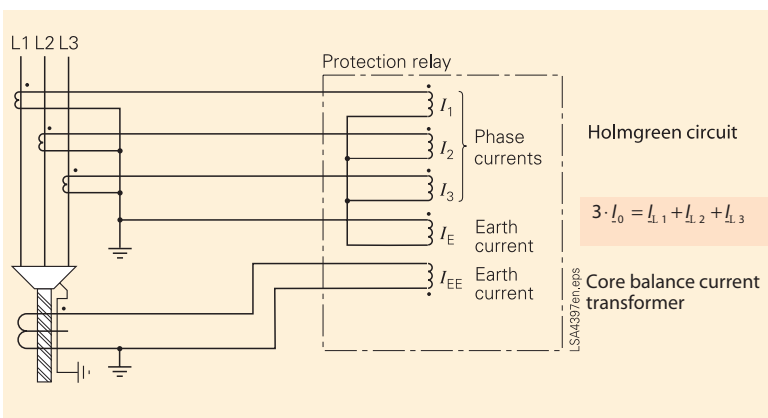 L1 L2 L3
Protection relay
I1
I2
I3
Phase
currents
IE
Earth
current
IEE
Earth
current
LSA4397en.eps
Holmgreen circuit
3·I0 = IL1 + IL2 + IL3
Core balance current
transformer